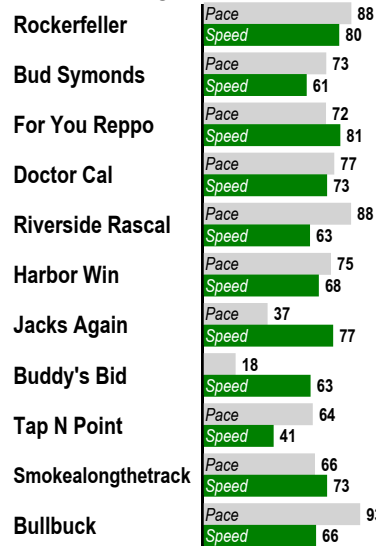 Rockerfeller
Pace 88
Speed 80
Bud Symonds
Pace 73
Speed 61
For You Reppo
Pace 72
Speed 81
Doctor Cal
Pace 77
Speed 73
Riverside Rascal
Pace 88
Speed 63
Harbor Win
Pace 75
Speed 68
Jacks Again
Pace 37
Speed 77
Buddy's Bid
18
Speed 63
Tap N Point
Pace 64
Speed 41
Smokealongthetrack
Pace 66
Speed 73
Bullbuck
Pace 93
Speed 66